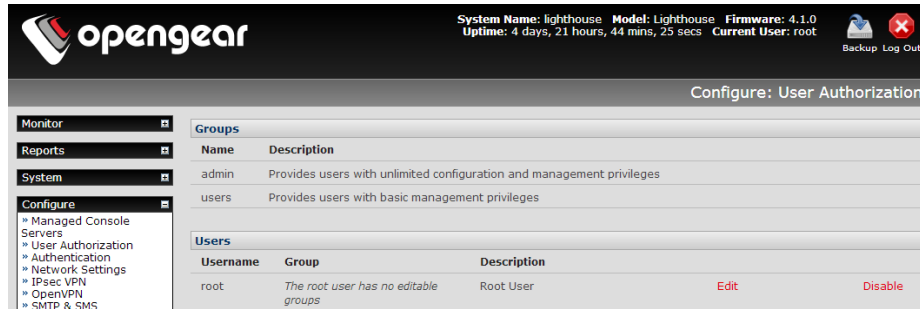 opengear
System Name: lighthouse Model: Lighthouse Firmware: 4.1.0
Uptime: 4 days, 21 hours, 44 mins, 25 secs Current User: root
Backup Log Out
Configure: User Authorization
Monitor
Reports
System
Configure
» Managed Console
Servers
» User Authorization
» Authentication
» Network Settings
» IPsec VPN
» OpenVPN
» SMTP & SMS
Groups
Name Description
admin Provides users with unlimited configuration and management privileges
users Provides users with basic management privileges
Users
Username Group Description
root The root user has no editable Root User Edit Disable
groups